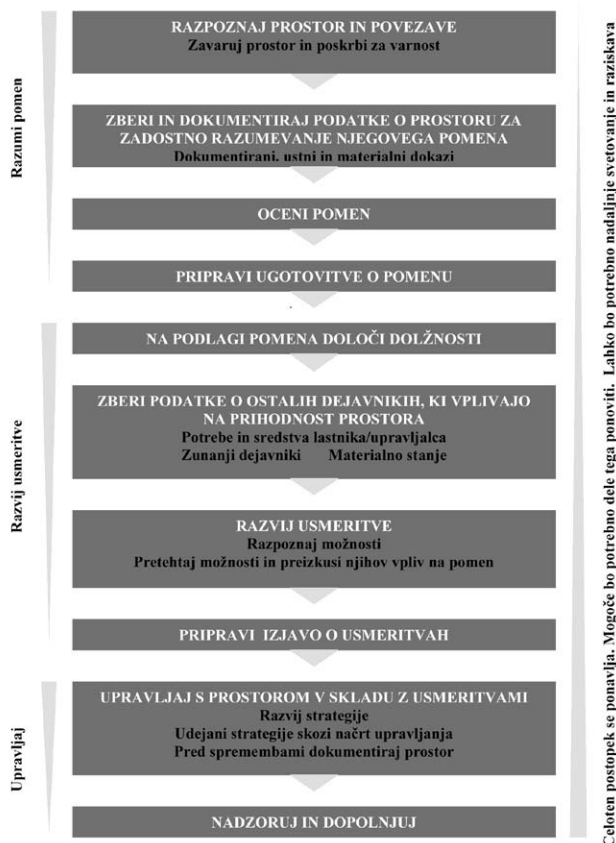 RAZPOZNAJ PROSTOR IN POVEZAVE
Zavaruj prostor in poskrbi za varnost
ZBERI IN DOKUMENTIRAJ PODATKE O PROSTORU ZA
ZADOSTNO RAZUMEVANJE NJEGOVEGA POMENA
Dokumentirani, ustni in materialni dokazi
OCENI POMEN
PRIPRAVI UGOTOVITVE O POMENU
Razumi pomen
NA PODLAGI POMENA DOLOČI DOLŽNOSTI
ZBERI PODATKE O OSTALIH DEJAVNIKIH, KI VPLIVAJO
NA PRIHODNOST PROSTORA
Potrebe in sredstva lastnika/upravljalca
Zunanji dejavniki Materialno stanje
RAZVIJ USMERITVE
Razpoznaj možnosti
Pretehtaj možnosti in preizkusi njihov vpliv na pomen
PRIPRAVI IZJAVO O USMERITVAH
Razvij usmeritve
UPRAVLJAJ S PROSTOROM V SKLADU Z USMERITVAMI
Razvij strategije
Udejani strategije skozi načrt upravljanja
Pred spremembami dokumentiraj prostor
NADZORUJ IN DOPOLNJUJ
Upravljaj
Celoten postopek se ponavlja. Mogoče bo potrebno dele tega ponoviti. Lahko bo potrebno nadaljnje svetovanje in raziskava